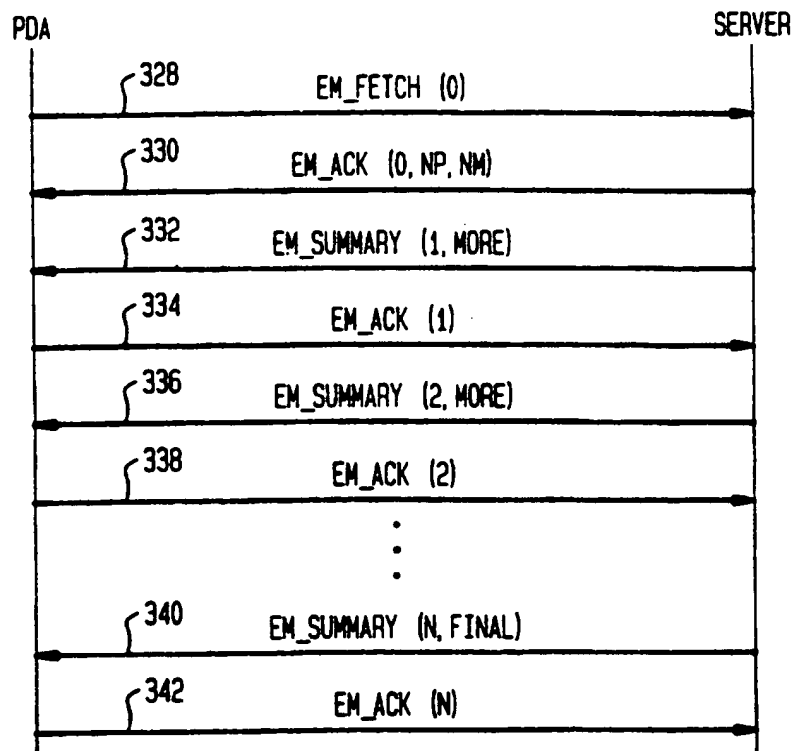 PDA SERVER
328 EM_FETCH (0)
330 EM_ACK (0, NP, NM)
332 EM_SUMMARY (1, MORE)
334 EM_ACK (1)
336 EM_SUMMARY (2, MORE)
338 EM_ACK (2)
340 EM_SUMMARY (N, FINAL)
342 EM_ACK (N)